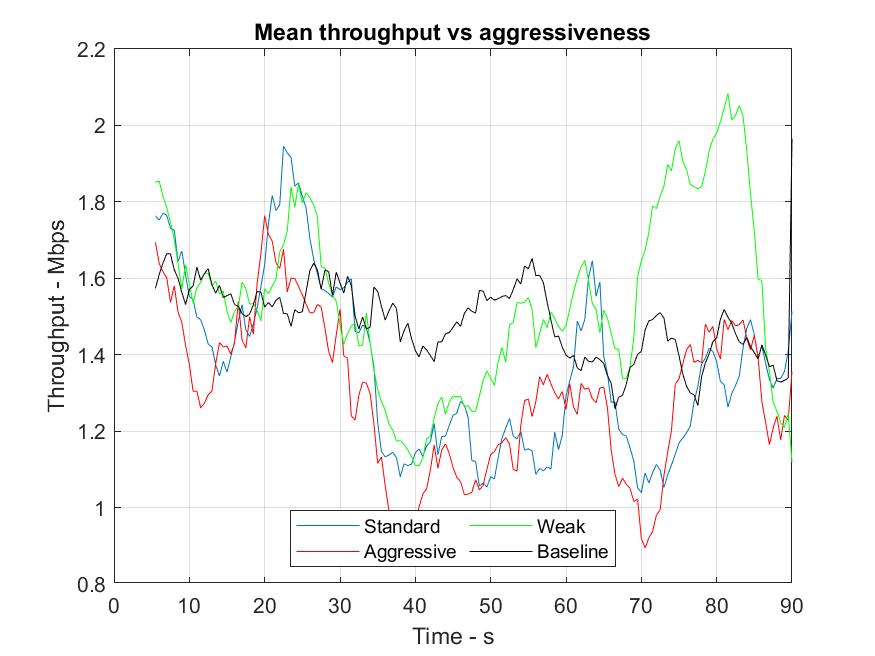 Mean throughput vs aggressiveness
2.2
2
1.8
1.6
1.4
1.2
1
0.8
Throughput - Mbps
Standard Weak
Aggressive Baseline
0 10 20 30 40 50 60 70 80 90
Time - s